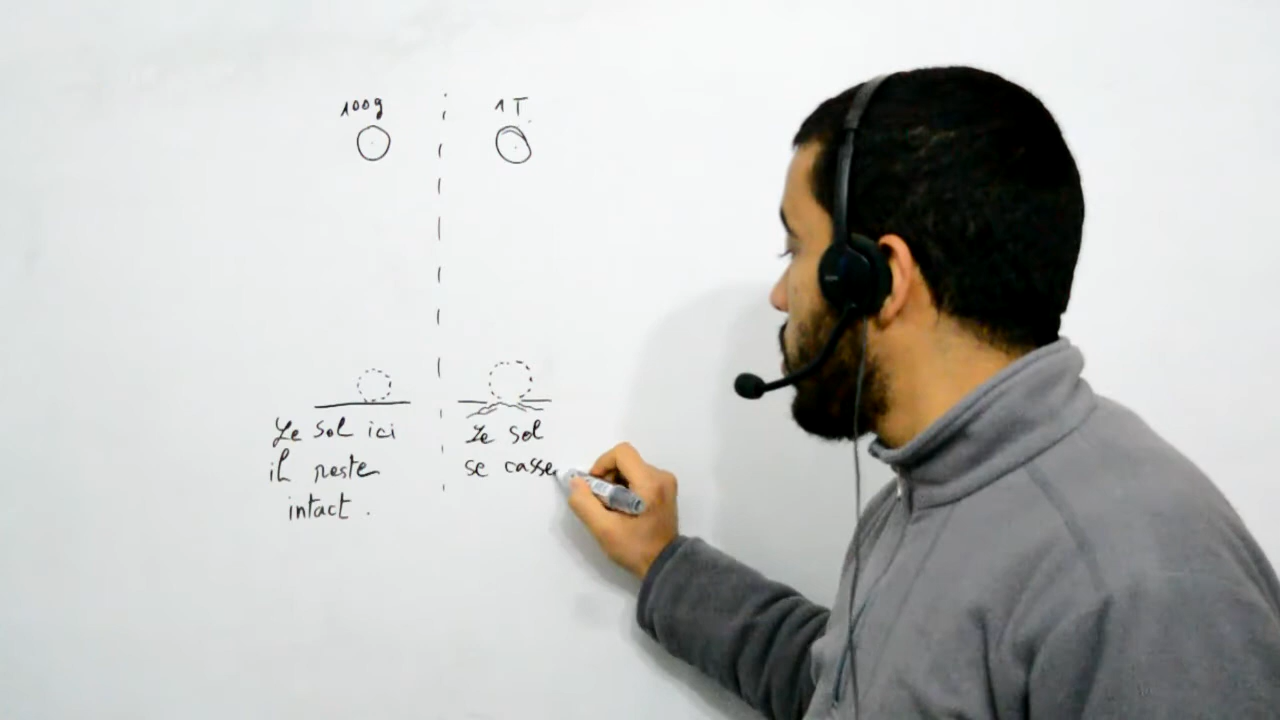 100g
1T.
Le sol ici
il reste
intact.
Le sol
se casse